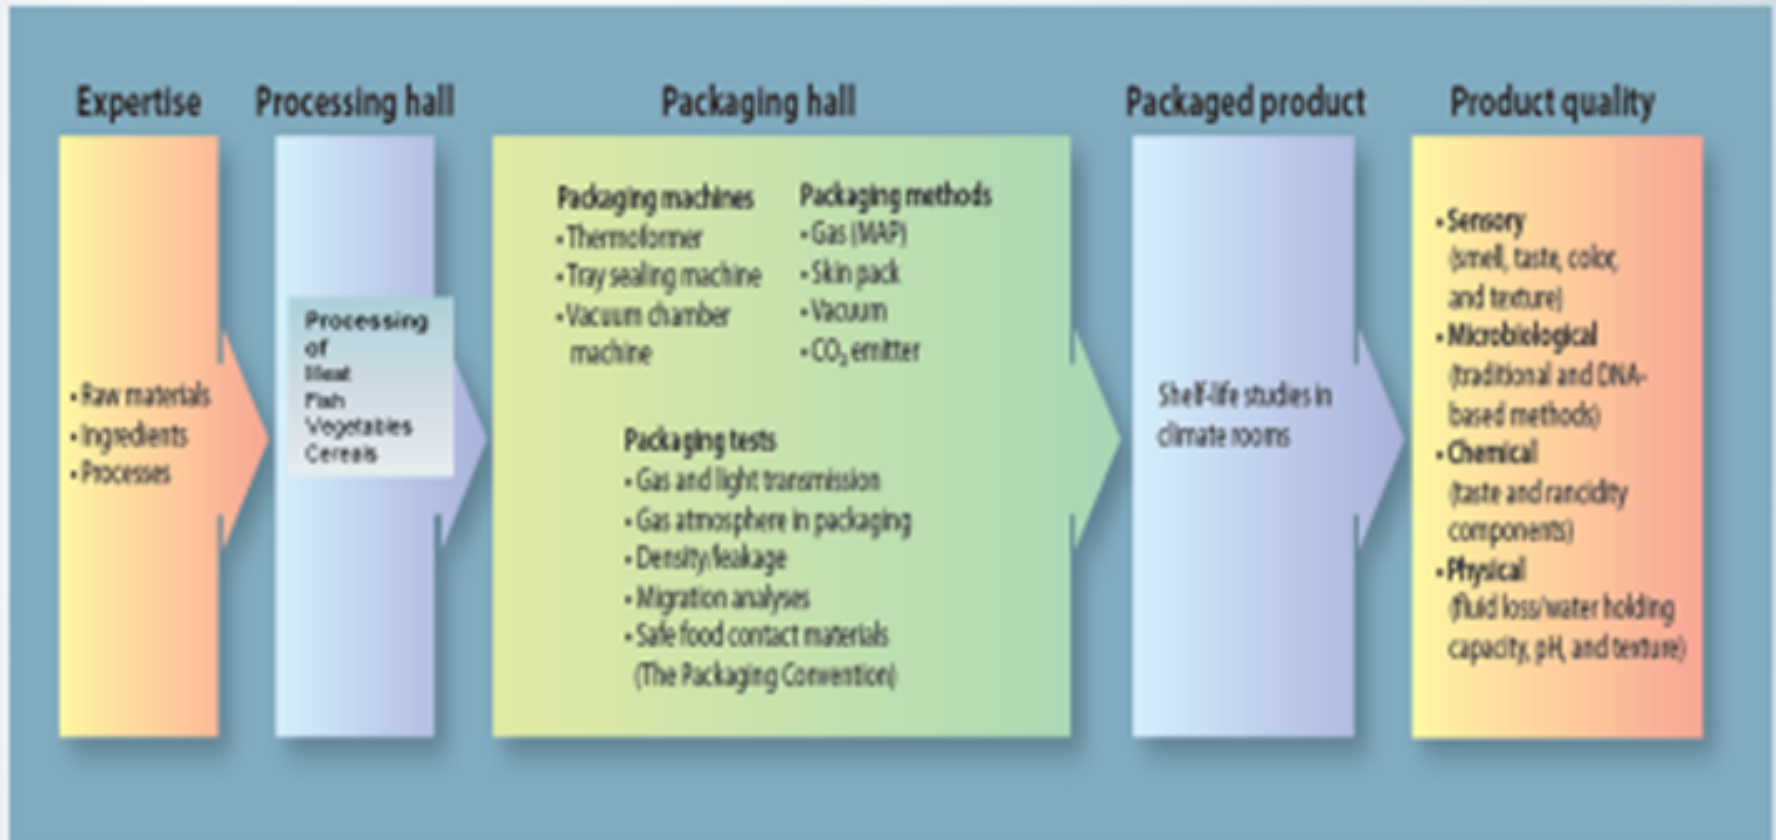 Expertise
• Raw materials
• Ingredients
• Processes
Processing hall
Processing
of
Meat
Fish
Vegetables
Cereals
Packaging hall
Packaging machines
• Thermoformer
• Tray sealing machine
• Vacuum chamber
machine
Packaging methods
• Gas (MAP)
• Skin pack
• Vacuum
• CO₂ emitter
Packaging tests
• Gas and light transmission
• Gas atmosphere in packaging
• Density/leakage
• Migration analyses
• Safe food contact materials
(The Packaging Convention)
Packaged product
Shelf-life studies in
climate rooms
Product quality
• Sensory
(smell, taste, color,
and texture)
• Microbiological
(traditional and DNA-
based methods)
• Chemical
(taste and rancidity
components)
• Physical
(fluid loss/water holding
capacity, pH, and texture)